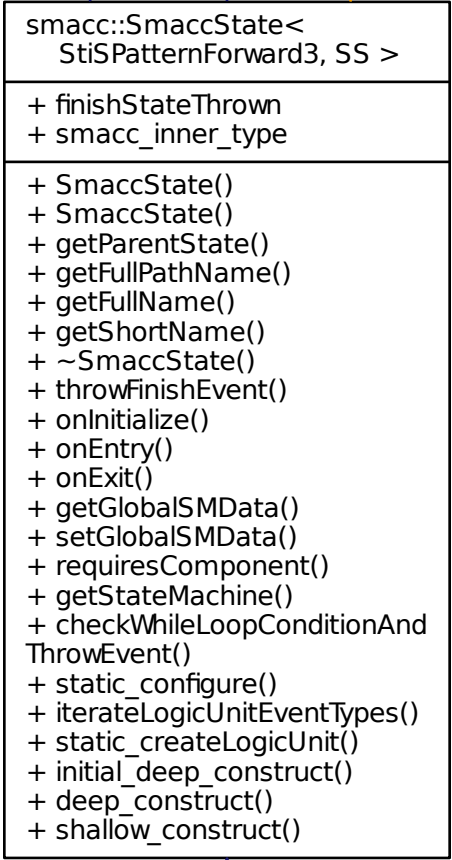 smacc::SmaccState<
StiSPatternForward3, SS >
+ finishStateThrown
+ smacc_inner_type
+ SmaccState()
+ SmaccState()
+ getParentState()
+ getFullPathName()
+ getFullName()
+ getShortName()
+ ~SmaccState()
+ throwFinishEvent()
+ onInitialize()
+ onEntry()
+ onExit()
+ getGlobalSMData()
+ setGlobalSMData()
+ requiresComponent()
+ getStateMachine()
+ checkWhileLoopConditionAnd
ThrowEvent()
+ static_configure()
+ iterateLogicUnitEventTypes()
+ static_createLogicUnit()
+ initial_deep_construct()
+ deep_construct()
+ shallow_construct()